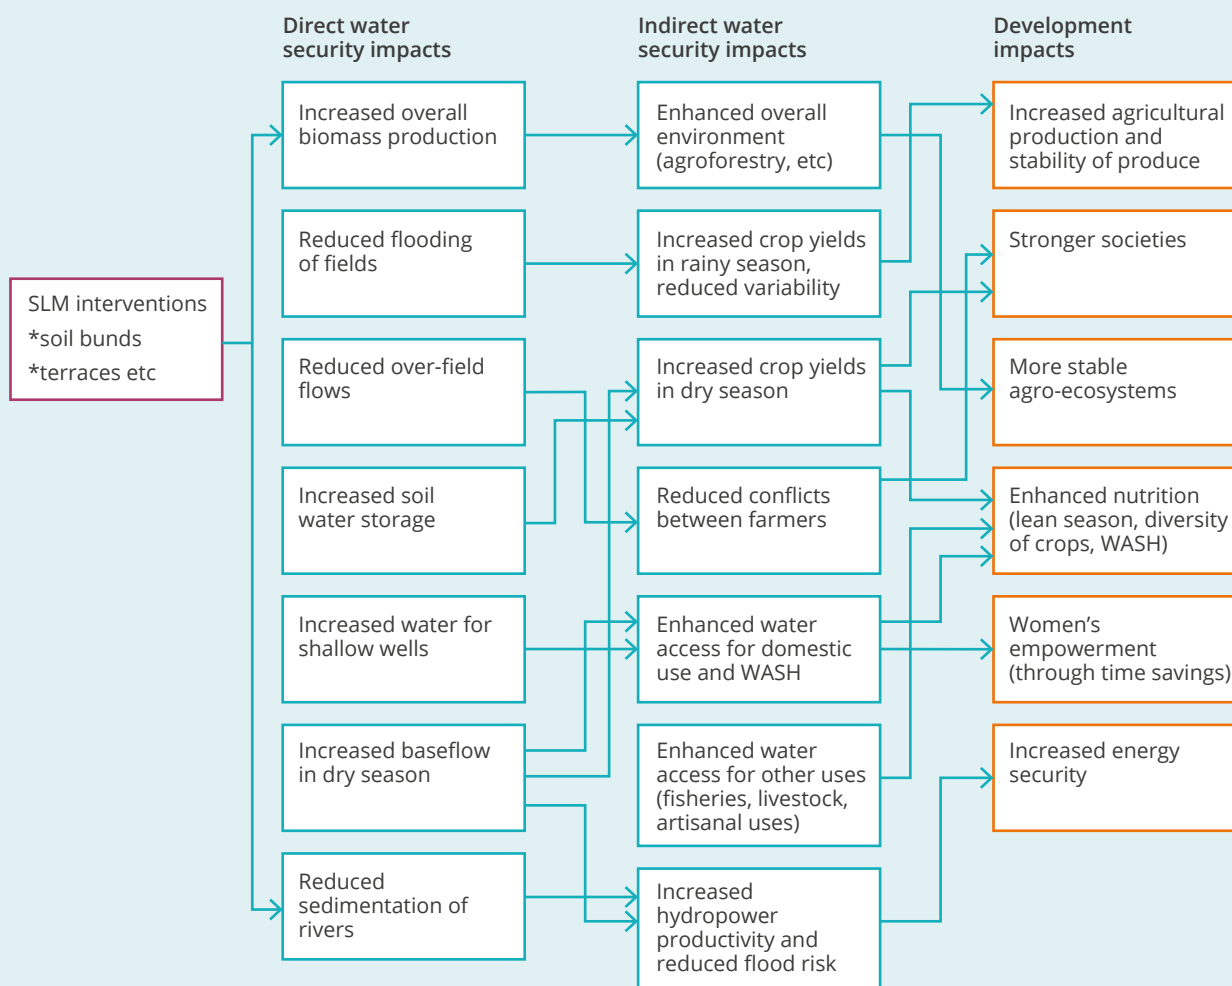 Direct water
security impacts
Indirect water
security impacts
Development
impacts
SLM interventions
*soil bunds
*terraces etc
Increased overall
biomass production
Reduced flooding
of fields
Reduced over-field
flows
Increased soil
water storage
Increased water for
shallow wells
Increased baseflow
in dry season
Reduced
sedimentation of
rivers
Enhanced overall
environment
(agroforestry, etc)
Increased crop yields
in rainy season,
reduced variability
Increased crop yields
in dry season
Reduced conflicts
between farmers
Enhanced water
access for domestic
use and WASH
Enhanced water
access for other uses
(fisheries, livestock,
artisanal uses)
Increased
hydropower
productivity and
reduced flood risk
Increased agricultural
production and
stability of produce
Stronger societies
More stable
agro-ecosystems
Enhanced nutrition
(lean season, diversity
of crops, WASH)
Women’s
empowerment
(through time savings)
Increased energy
security